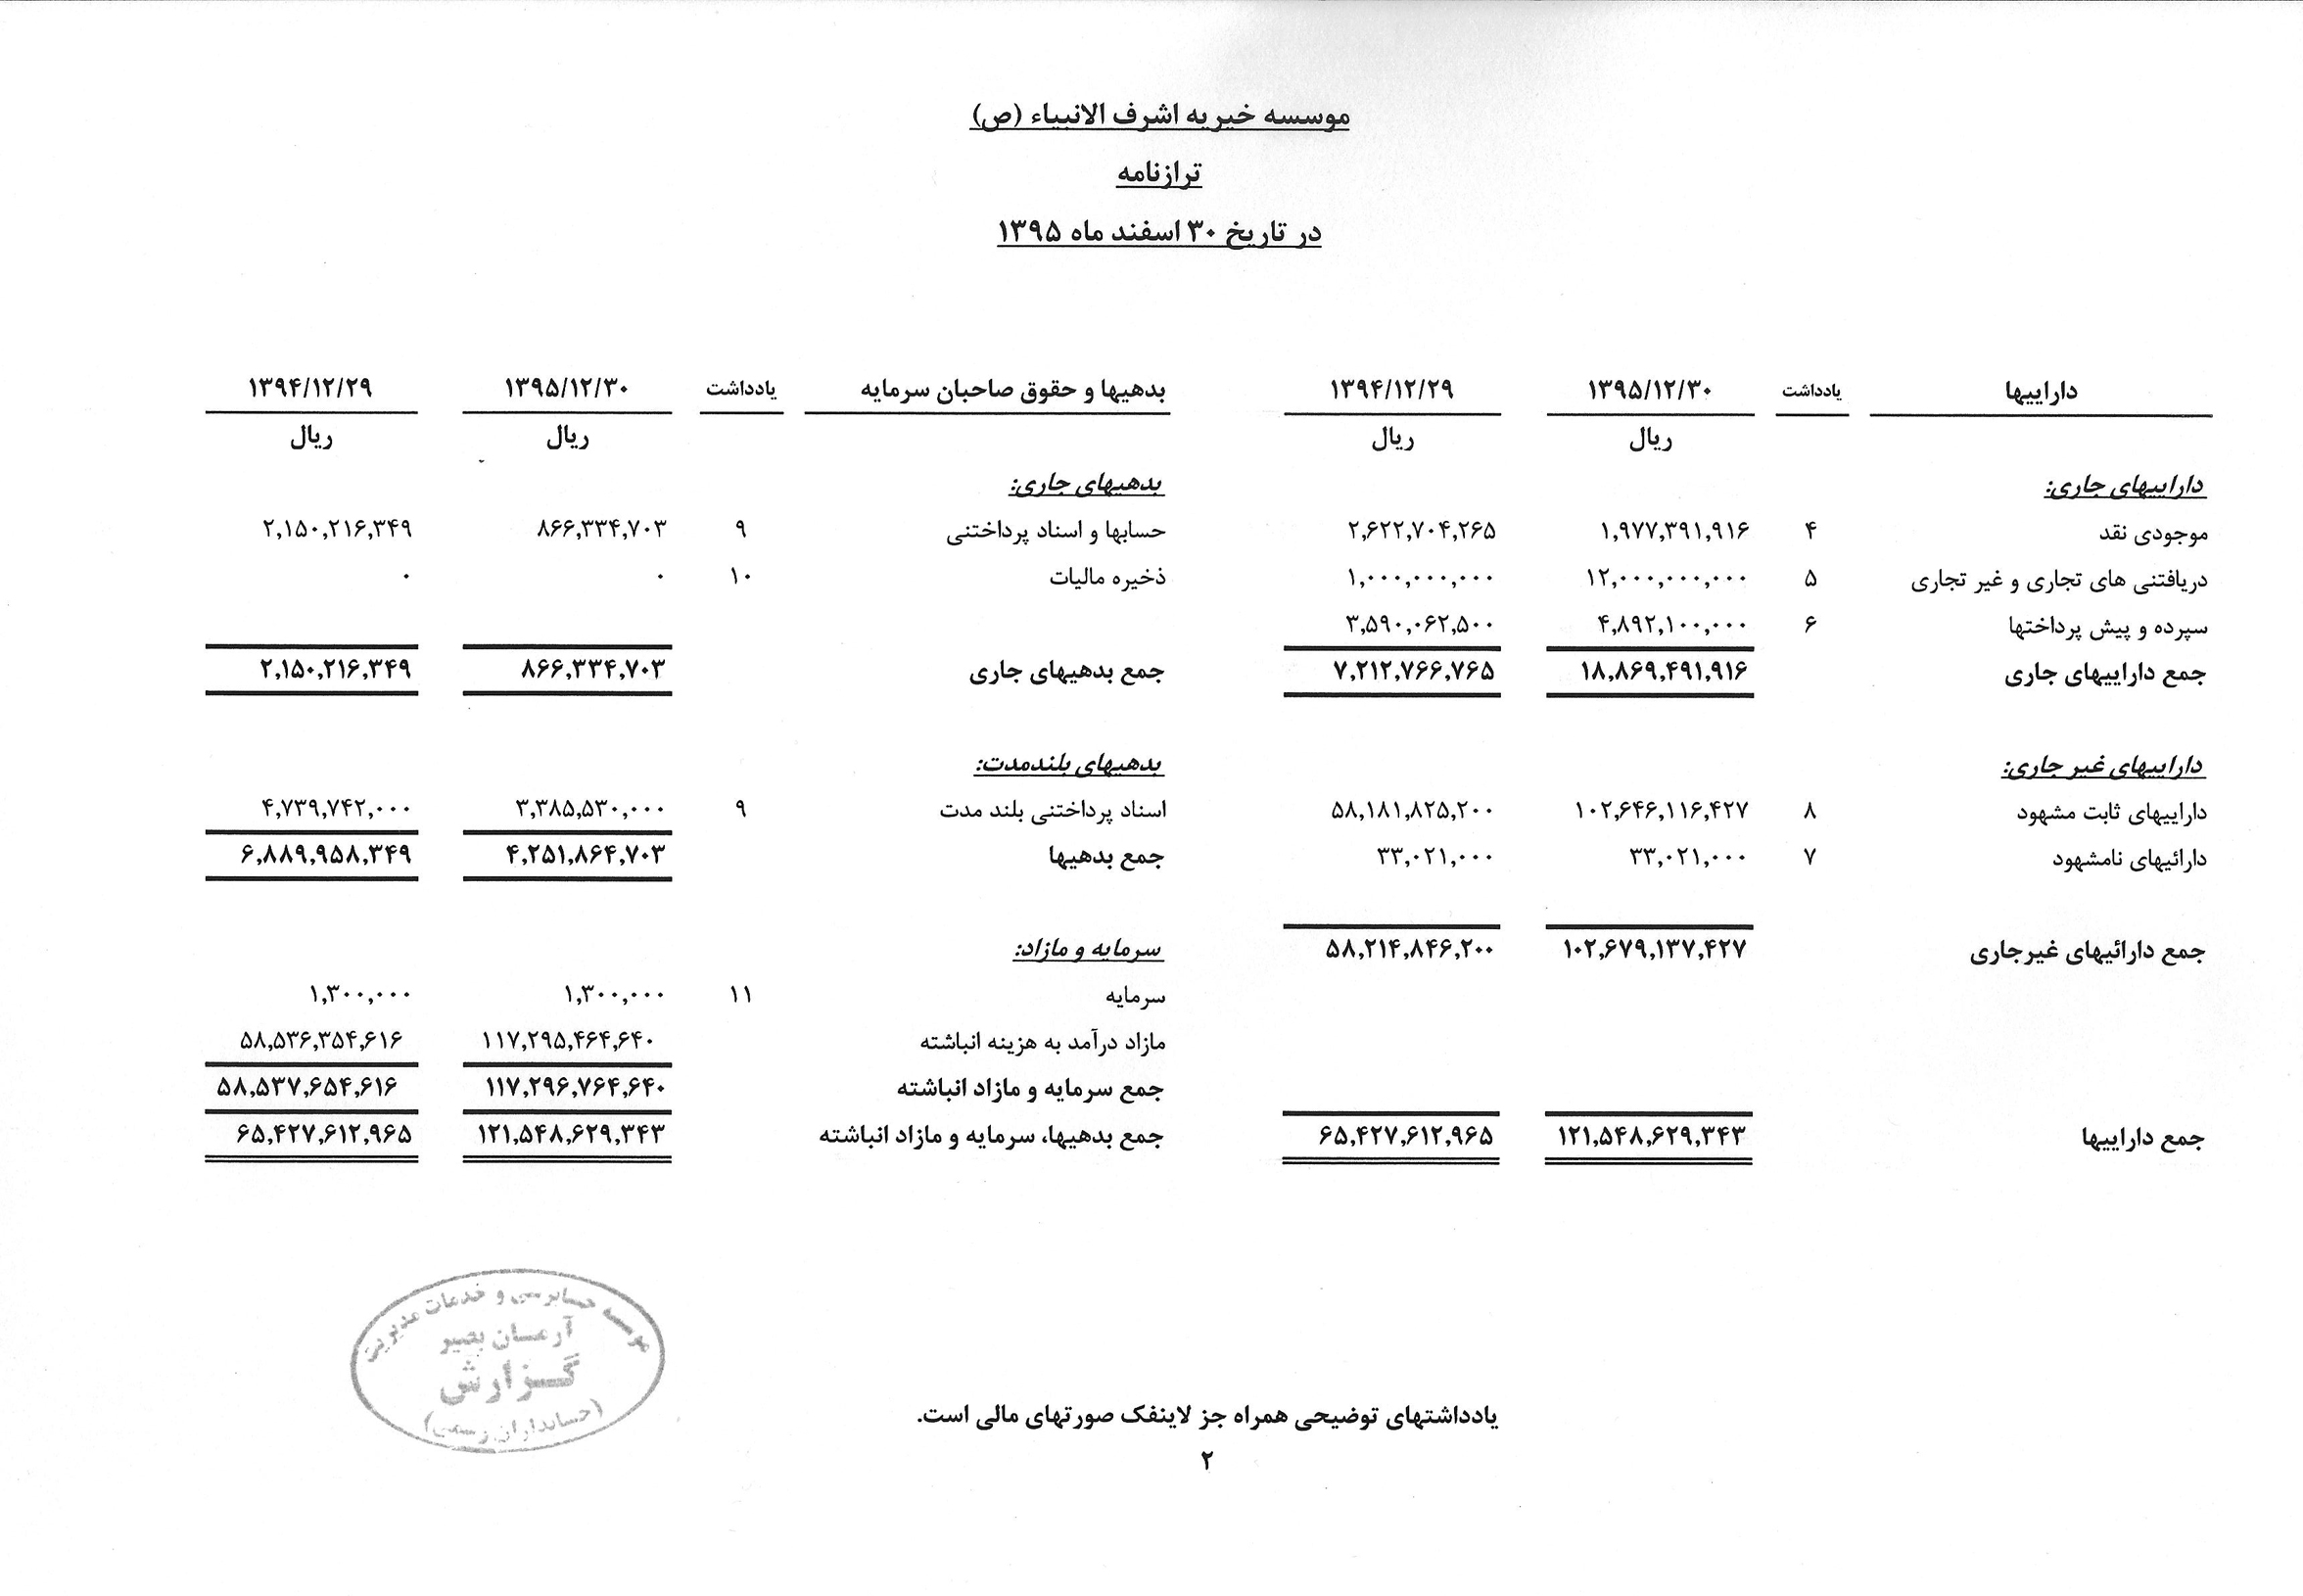 موسسه خیریه اشرف الانبیاء (ص)
ترازنامه
در تاریخ ۳۰ اسفند ماه ۱۳۹۵
داراییها یادداشت ۱۳۹۵/۱۲/۳۰ ۱۳۹۴/۱۲/۲۹ بدهیها و حقوق صاحبان سرمایه یادداشت ۱۳۹۵/۱۲/۳۰ ۱۳۹۴/۱۲/۲۹
ریال ریال ریال ریال
داراییهای جاری: بدهیهای جاری:
موجودی نقد ۴ ۱,۹۷۷,۳۹۱,۹۱۶ ۲,۶۲۲,۷۰۴,۲۶۵ حسابها و اسناد پرداختنی ۹ ۸۶۶,۳۳۴,۷۰۳ ۲,۱۵۰,۲۱۶,۳۴۹
دریافتنی های تجاری و غیر تجاری ۵ ۱۲,۰۰۰,۰۰۰,۰۰۰ ۱,۰۰۰,۰۰۰,۰۰۰ ذخیره مالیات ۱۰ ۰ ۰
سپرده و پیش پرداختها ۶ ۴,۸۹۲,۱۰۰,۰۰۰ ۳,۵۹۰,۰۶۲,۵۰۰
جمع داراییهای جاری ۱۸,۸۶۹,۴۹۱,۹۱۶ ۷,۲۱۲,۷۶۶,۷۶۵ جمع بدهیهای جاری ۸۶۶,۳۳۴,۷۰۳ ۲,۱۵۰,۲۱۶,۳۴۹
داراییهای غیر جاری: بدهیهای بلندمدت:
داراییهای ثابت مشهود ۸ ۱۰۲,۶۴۶,۱۱۶,۴۲۷ ۵۸,۱۸۱,۸۲۵,۲۰۰ اسناد پرداختنی بلند مدت ۹ ۳,۳۸۵,۵۳۰,۰۰۰ ۴,۷۳۹,۷۴۲,۰۰۰
دارائیهای نامشهود ۷ ۳۳,۰۲۱,۰۰۰ ۳۳,۰۲۱,۰۰۰ جمع بدهیها ۴,۲۵۱,۸۶۴,۷۰۳ ۶,۸۸۹,۹۵۸,۳۴۹
جمع دارائیهای غیرجاری ۱۰۲,۶۷۹,۱۳۷,۴۲۷ ۵۸,۲۱۴,۸۴۶,۲۰۰ سرمایه و مازاد:
سرمایه ۱۱ ۱,۳۰۰,۰۰۰ ۱,۳۰۰,۰۰۰
مازاد درآمد به هزینه انباشته ۱۱۷,۲۹۵,۴۶۴,۶۴۰ ۵۸,۵۳۶,۳۵۴,۶۱۶
جمع سرمایه و مازاد انباشته ۱۱۷,۲۹۶,۷۶۴,۶۴۰ ۵۸,۵۳۷,۶۵۴,۶۱۶
جمع داراییها ۱۲۱,۵۴۸,۶۲۹,۳۴۳ ۶۵,۴۲۷,۶۱۲,۹۶۵ جمع بدهیها، سرمایه و مازاد انباشته ۱۲۱,۵۴۸,۶۲۹,۳۴۳ ۶۵,۴۲۷,۶۱۲,۹۶۵
موسسه حسابرسی و خدمات مدیریت
آرمان بصیر
گزارش
(حسابداران رسمی)
یادداشتهای توضیحی همراه جز لاینفک صورتهای مالی است.
۲